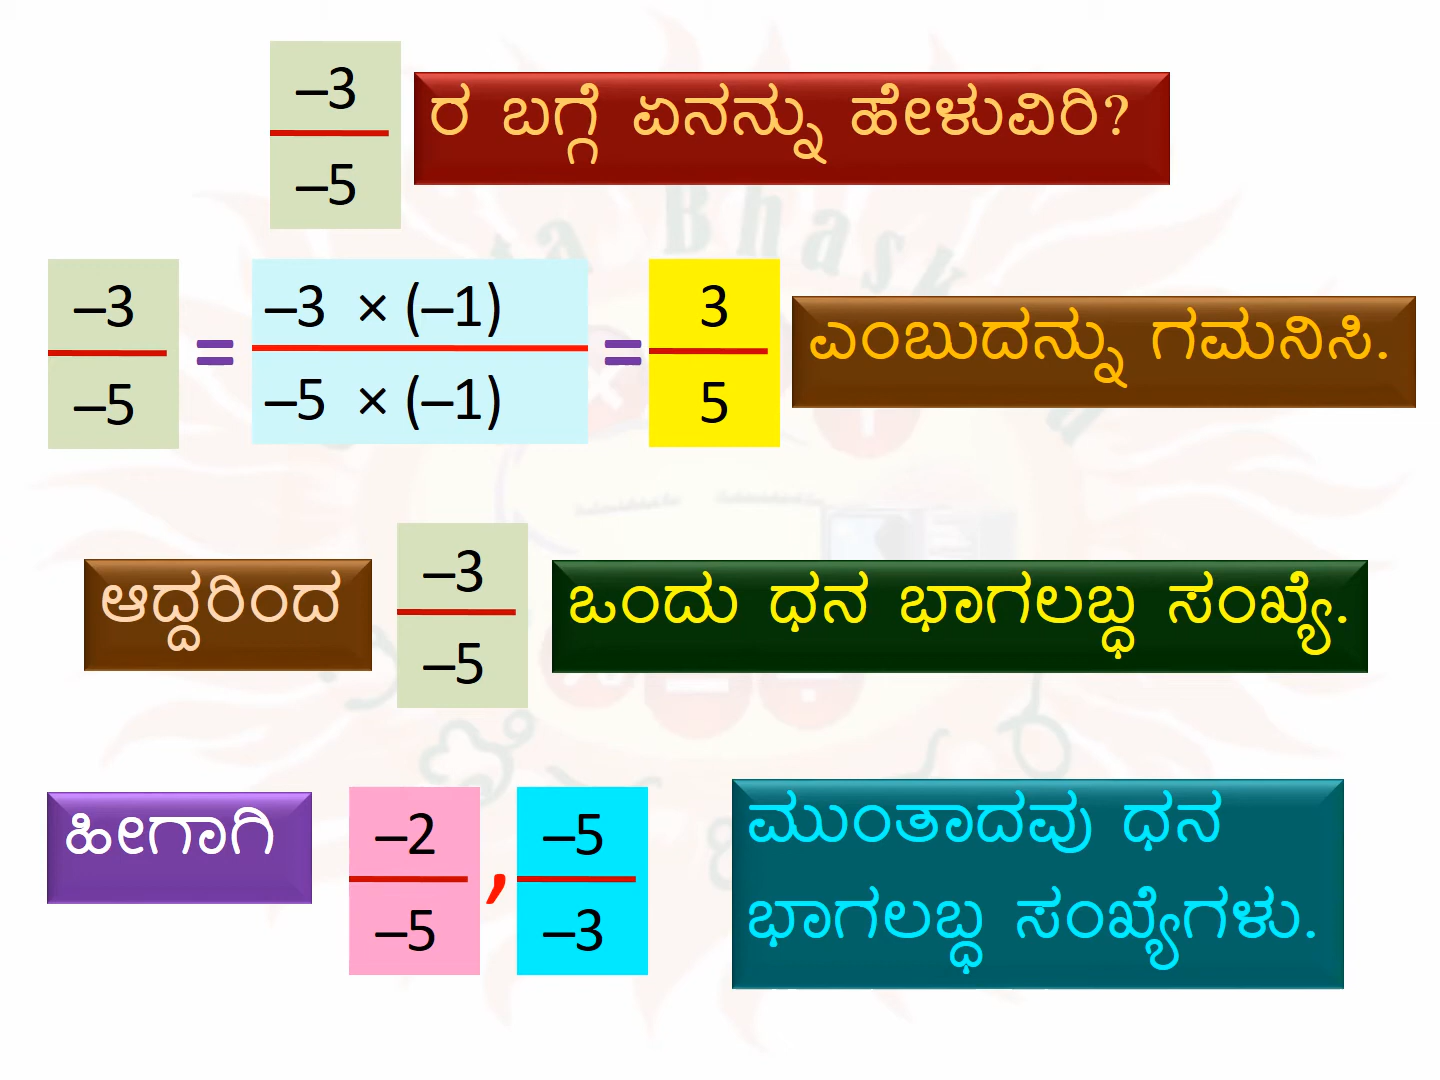 –3
–5
ರ ಬಗ್ಗೆ ಏನನ್ನು ಹೇಳುವಿರಿ?
–3 = –3 × (–1) = 3
–5 –5 × (–1) 5
ಎಂಬುದನ್ನು ಗಮನಿಸಿ.
ಆದ್ದರಿಂದ
–3
–5
ಒಂದು ಧನ ಭಾಗಲಬ್ಧ ಸಂಖ್ಯೆ.
ಹೀಗಾಗಿ
–2 , –5
–5 –3
ಮುಂತಾದವು ಧನ
ಭಾಗಲಬ್ಧ ಸಂಖ್ಯೆಗಳು.